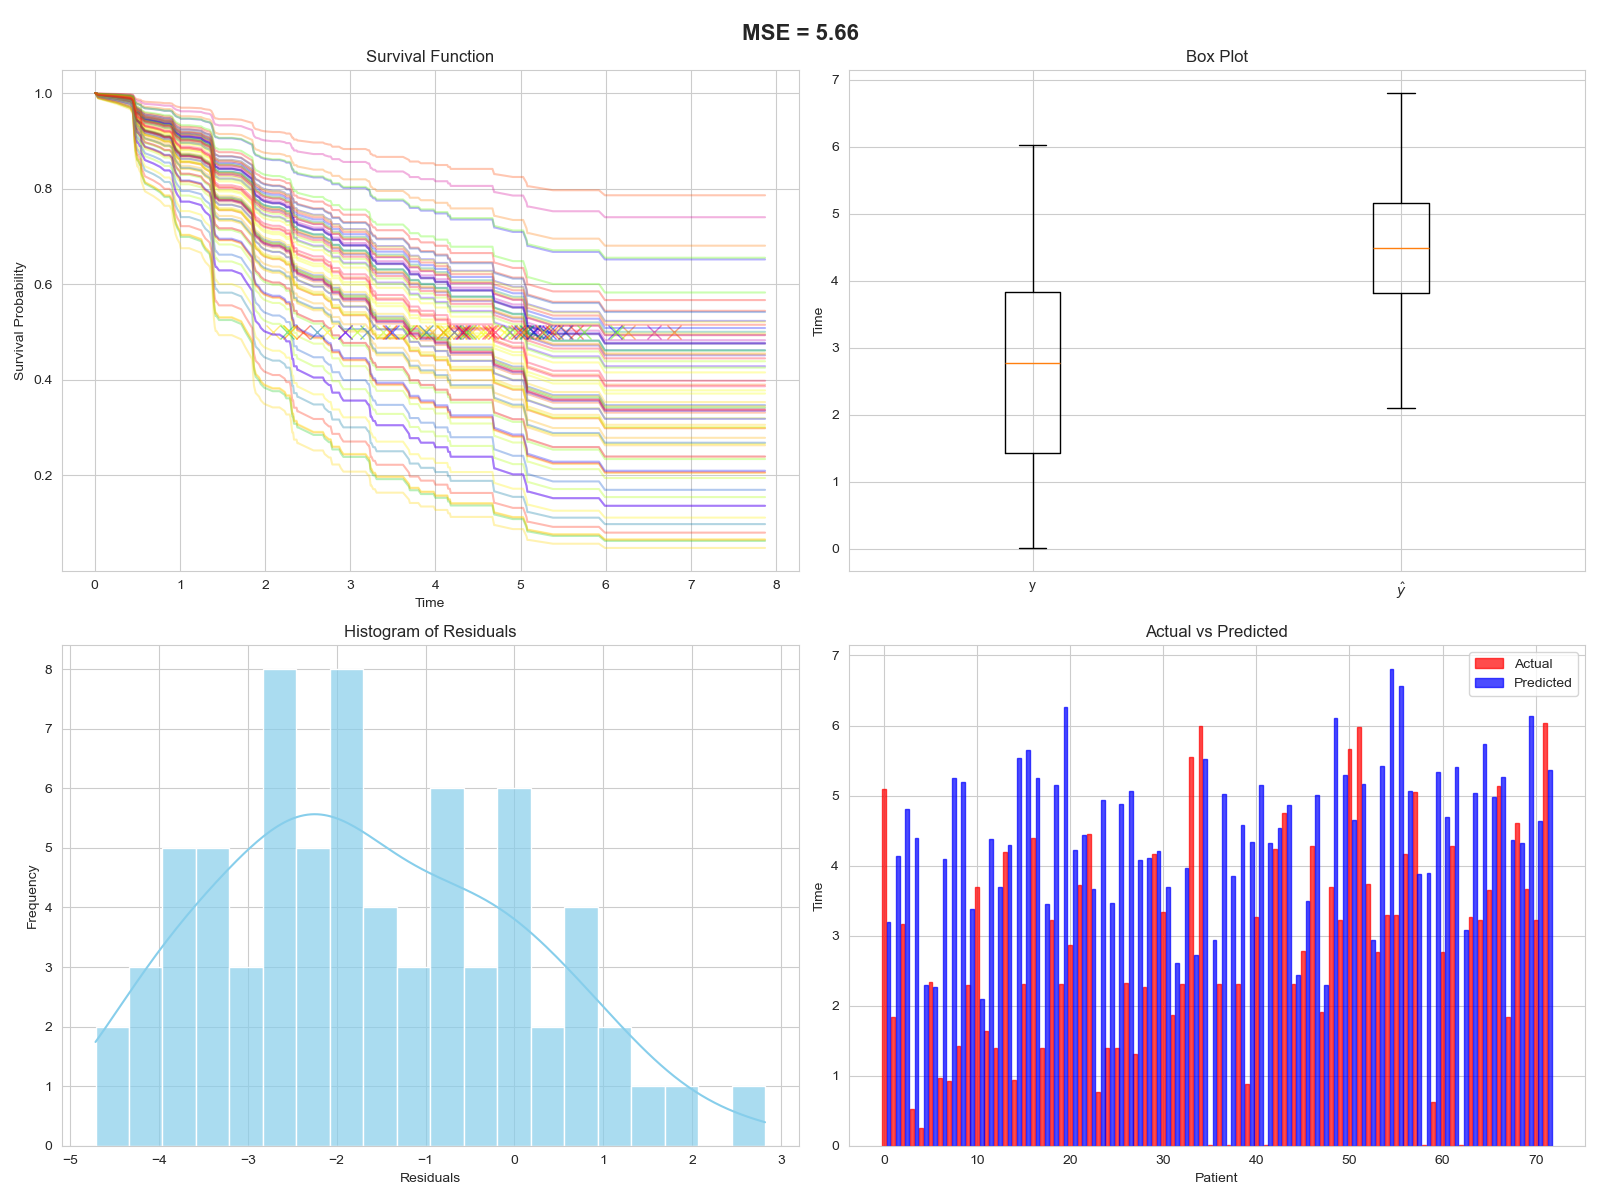 MSE = 5.66
Survival Function
Survival Probability
1.0
0.8
0.6
0.4
0.2
0 1 2 3 4 5 6 7 8
Time
Box Plot
Time
7
6
5
4
3
2
1
0
y ŷ
Histogram of Residuals
Frequency
8
7
6
5
4
3
2
1
0
−5 −4 −3 −2 −1 0 1 2 3
Residuals
Actual vs Predicted
Actual
Predicted
Time
7
6
5
4
3
2
1
0
0 10 20 30 40 50 60 70
Patient